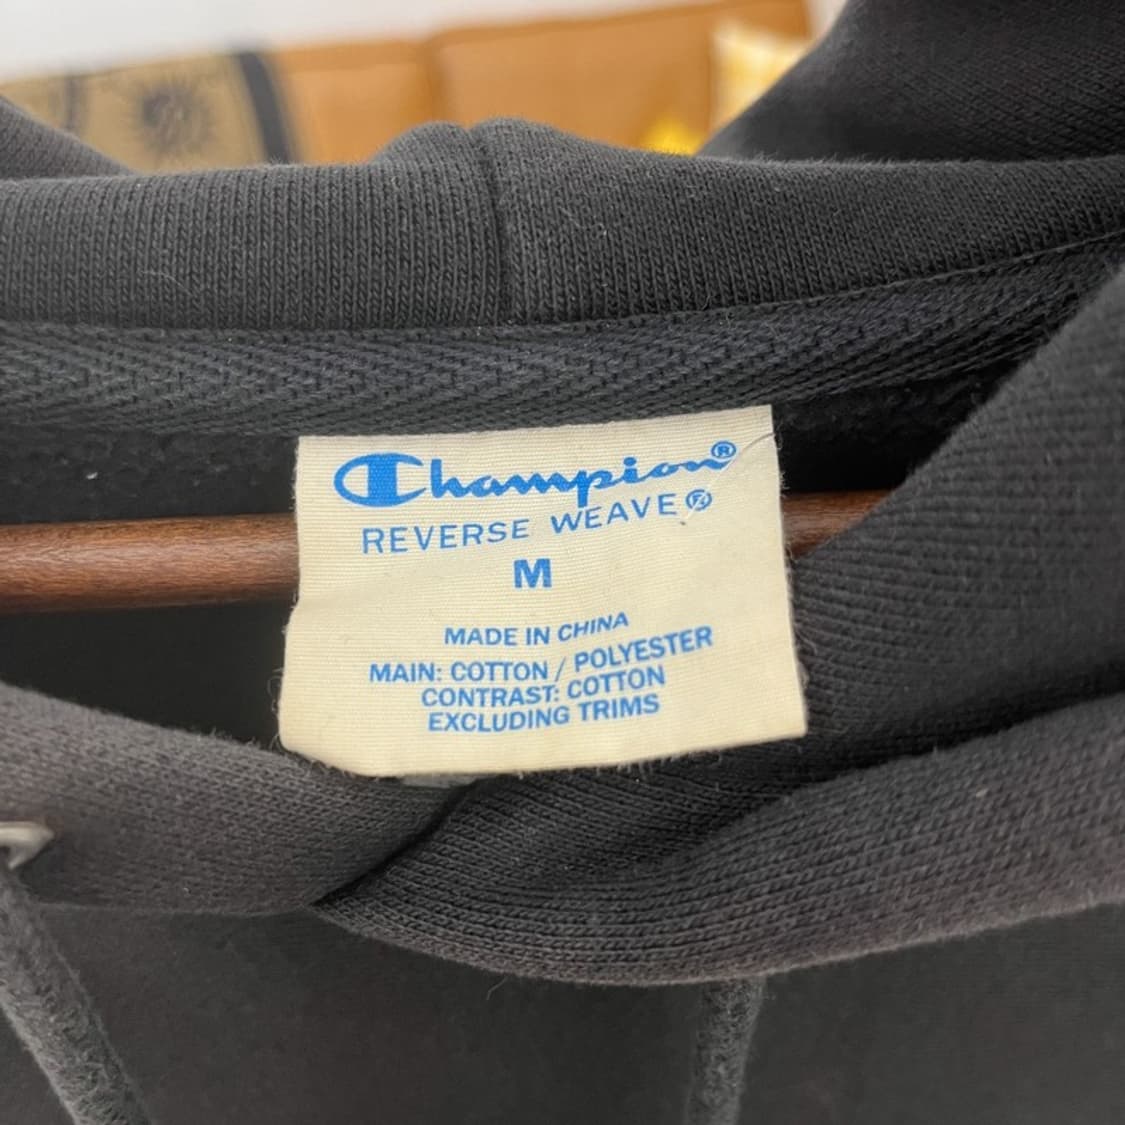 Champion®
REVERSE WEAVE®
M
MADE IN CHINA
MAIN: COTTON / POLYESTER
CONTRAST: COTTON
EXCLUDING TRIMS